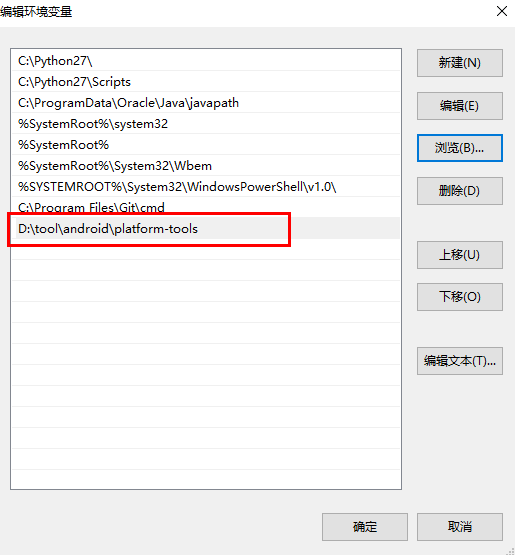 编辑环境变量
C:\Python27\
C:\Python27\Scripts
C:\ProgramData\Oracle\Java\javapath
%SystemRoot%\system32
%SystemRoot%
%SystemRoot%\System32\Wbem
%SYSTEMROOT%\System32\WindowsPowerShell\v1.0\
C:\Program Files\Git\cmd
D:\tool\android\platform-tools
新建(N)
编辑(E)
浏览(B)...
删除(D)
上移(U)
下移(O)
编辑文本(T)...
确定
取消